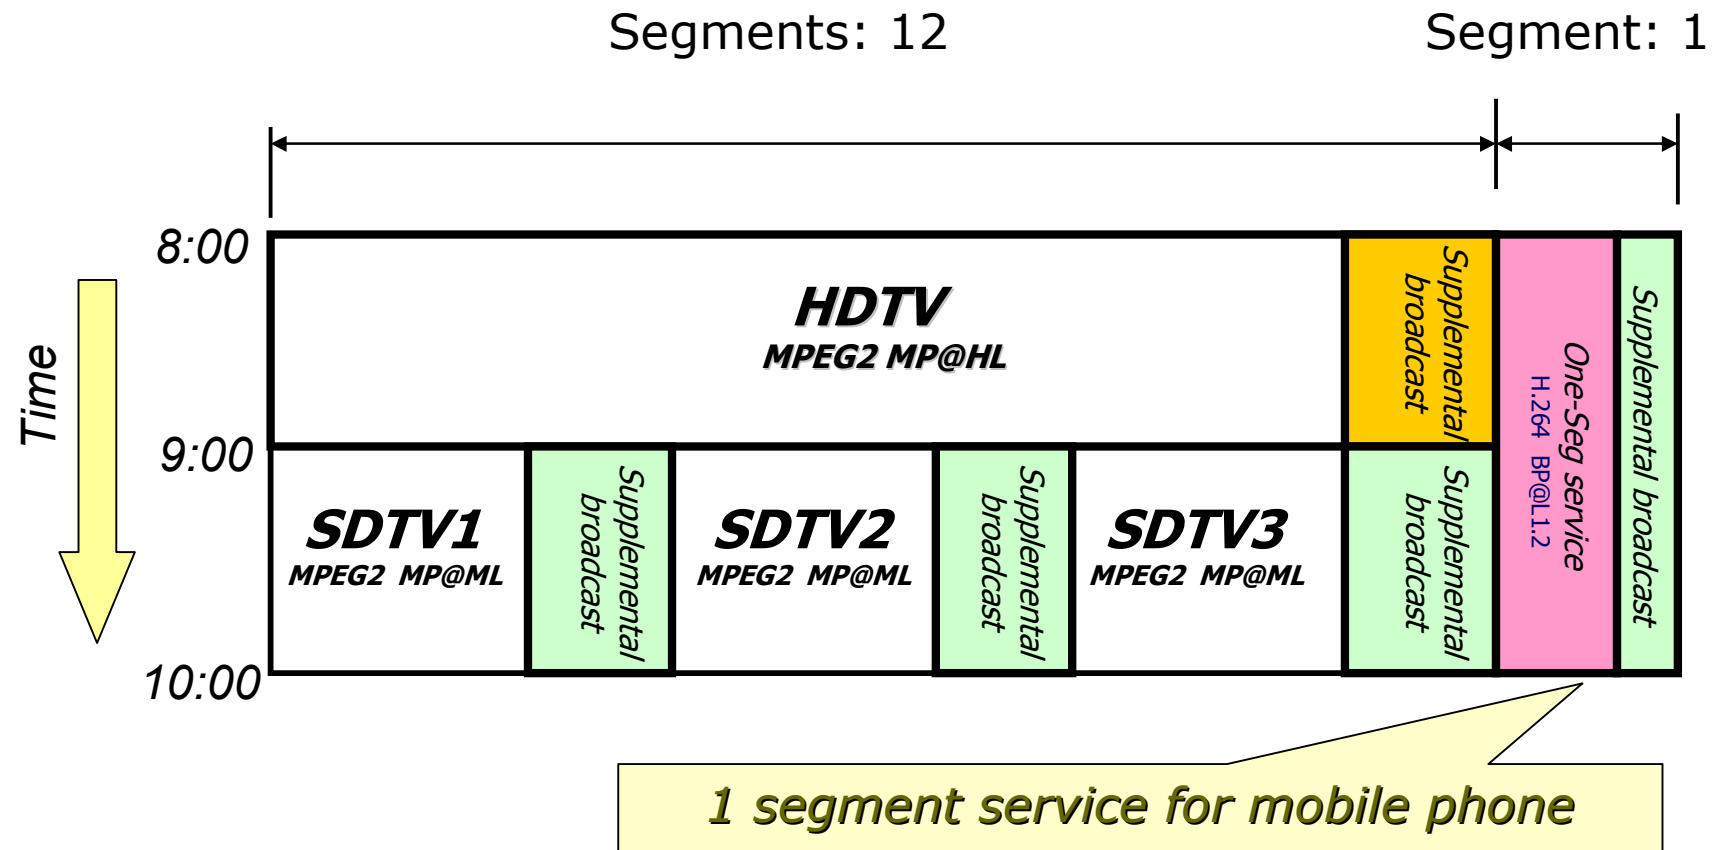 Segments: 12
Segment: 1
8:00
HDTV
MPEG2 MP@HL
Supplemental
broadcast
One-Seg service
H.264 BP@L1.2
Supplemental broadcast
Time
9:00
SDTV1
MPEG2 MP@ML
Supplemental
broadcast
SDTV2
MPEG2 MP@ML
Supplemental
broadcast
SDTV3
MPEG2 MP@ML
Supplemental
broadcast
10:00
1 segment service for mobile phone